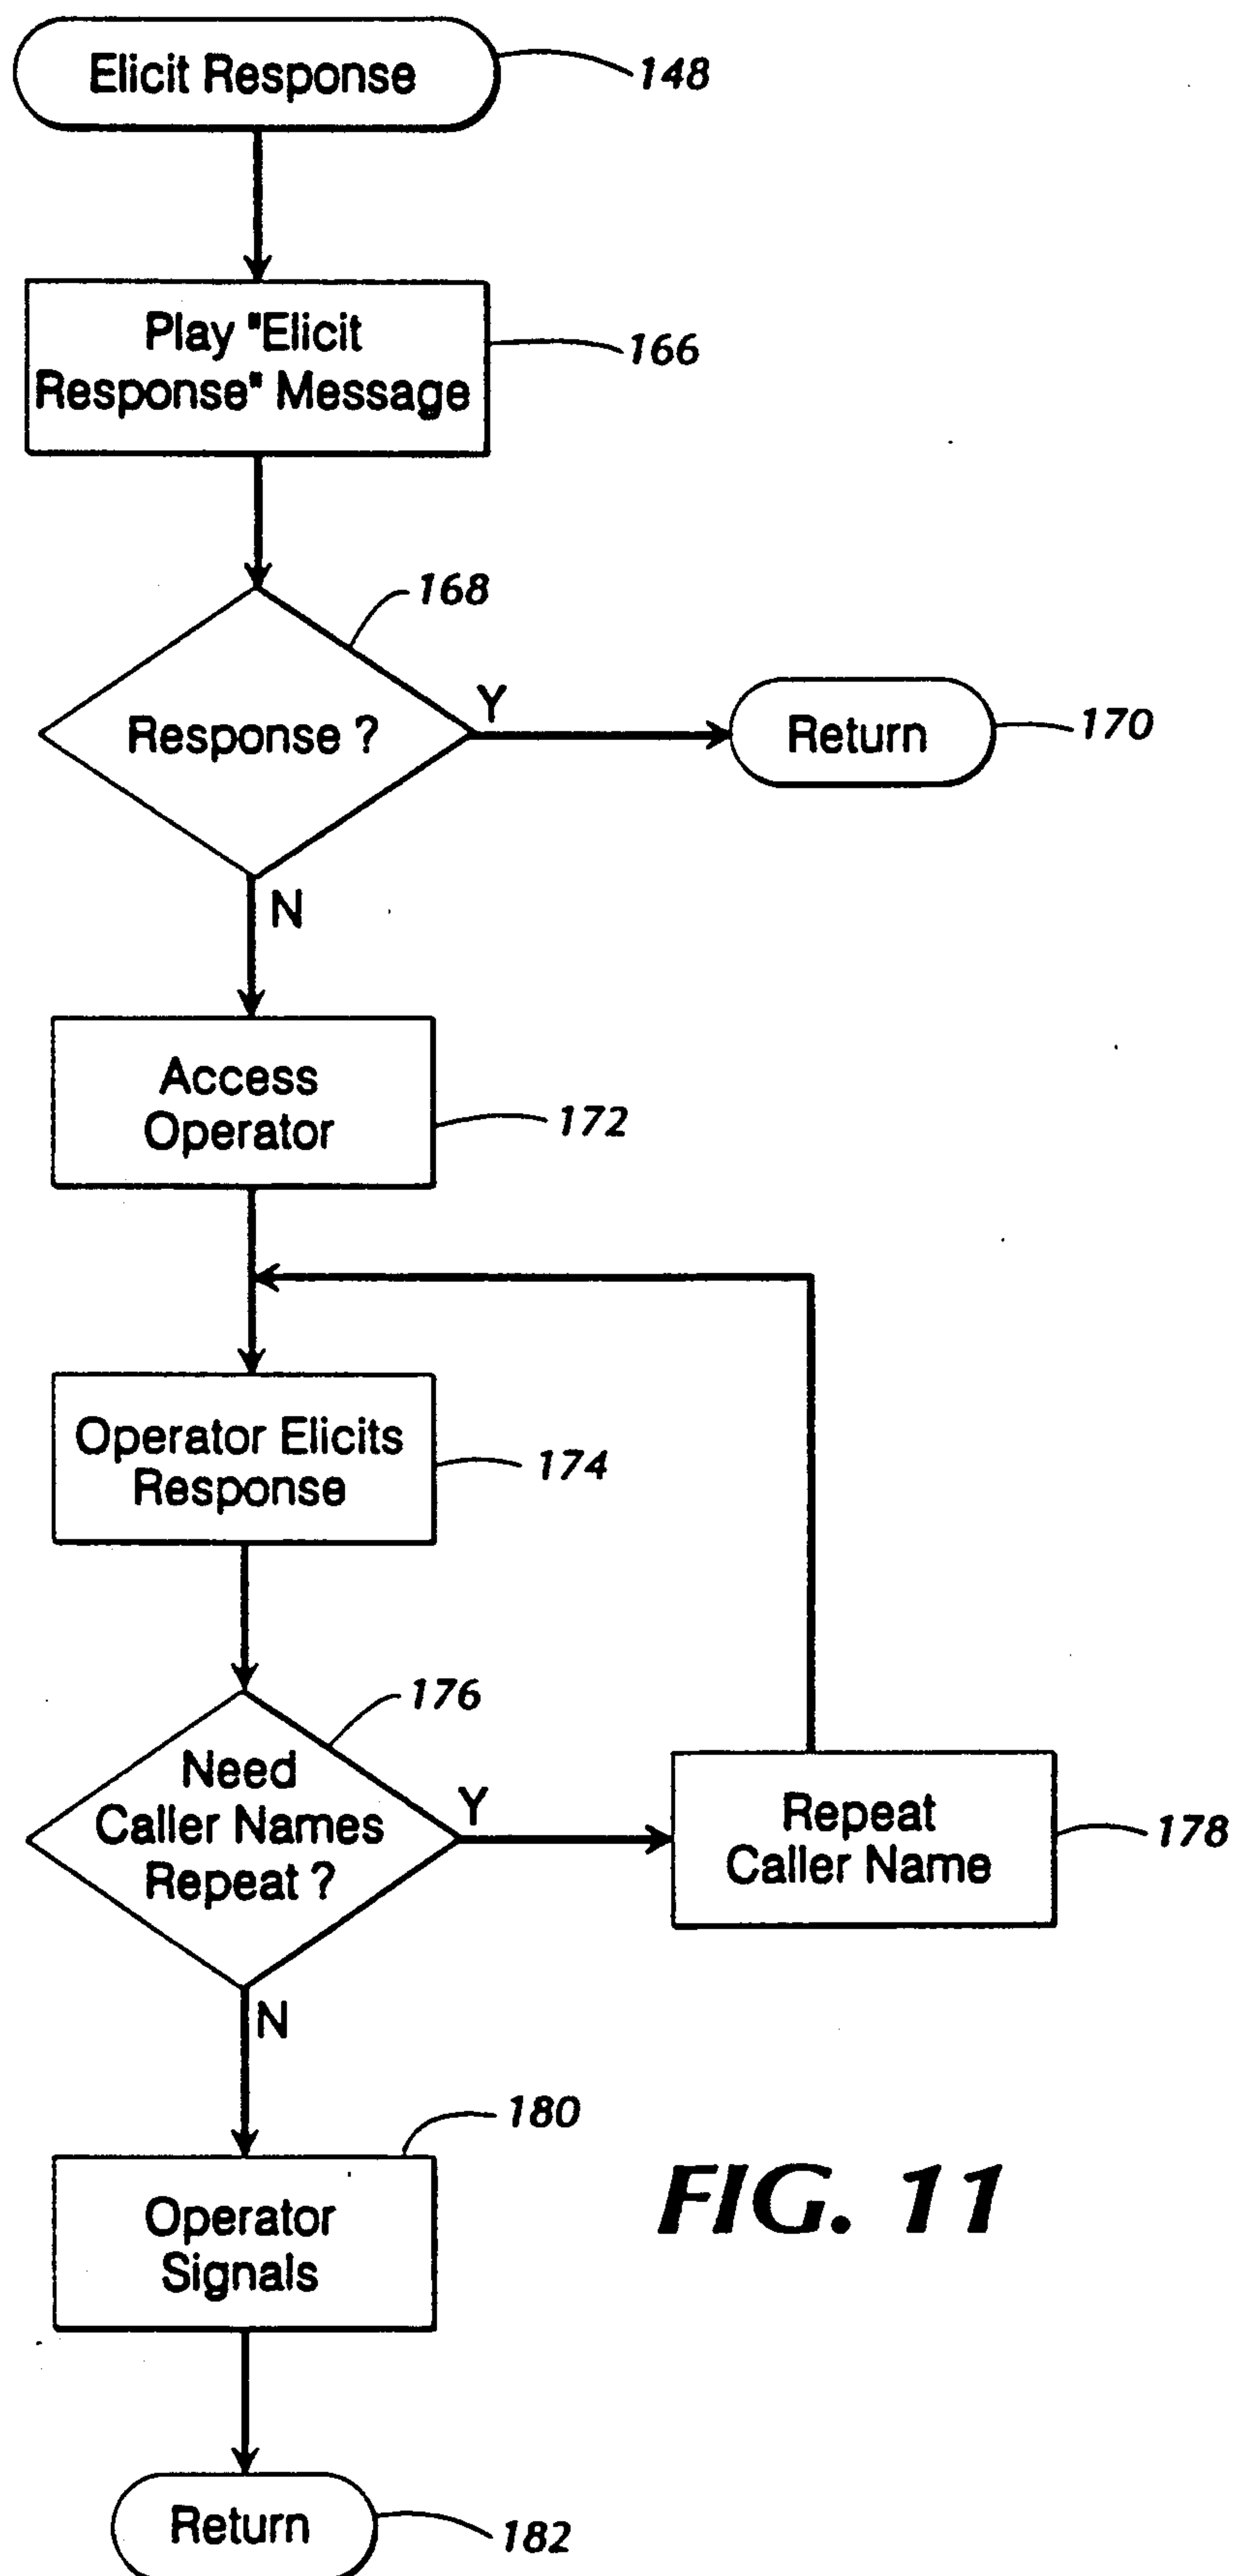 Elicit Response
148
Play "Elicit
Response" Message
166
168
Response ?
Y
Return
170
N
Access
Operator
172
Operator Elicits
Response
174
176
Need
Caller Names
Repeat ?
Y
Repeat
Caller Name
178
N
180
Operator
Signals
FIG. 11
Return
182